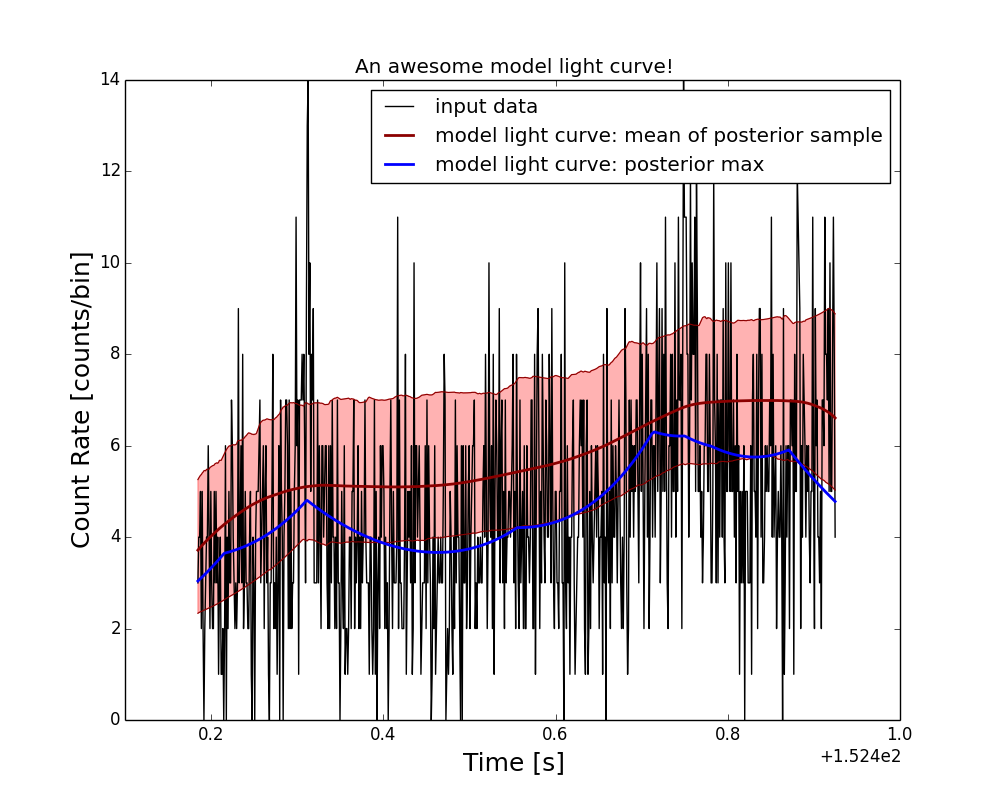 An awesome model light curve!
14
12
10
8
6
4
2
0
Count Rate [counts/bin]
input data
model light curve: mean of posterior sample
model light curve: posterior max
0.2 0.4 0.6 0.8 1.0
+1.524e2
Time [s]